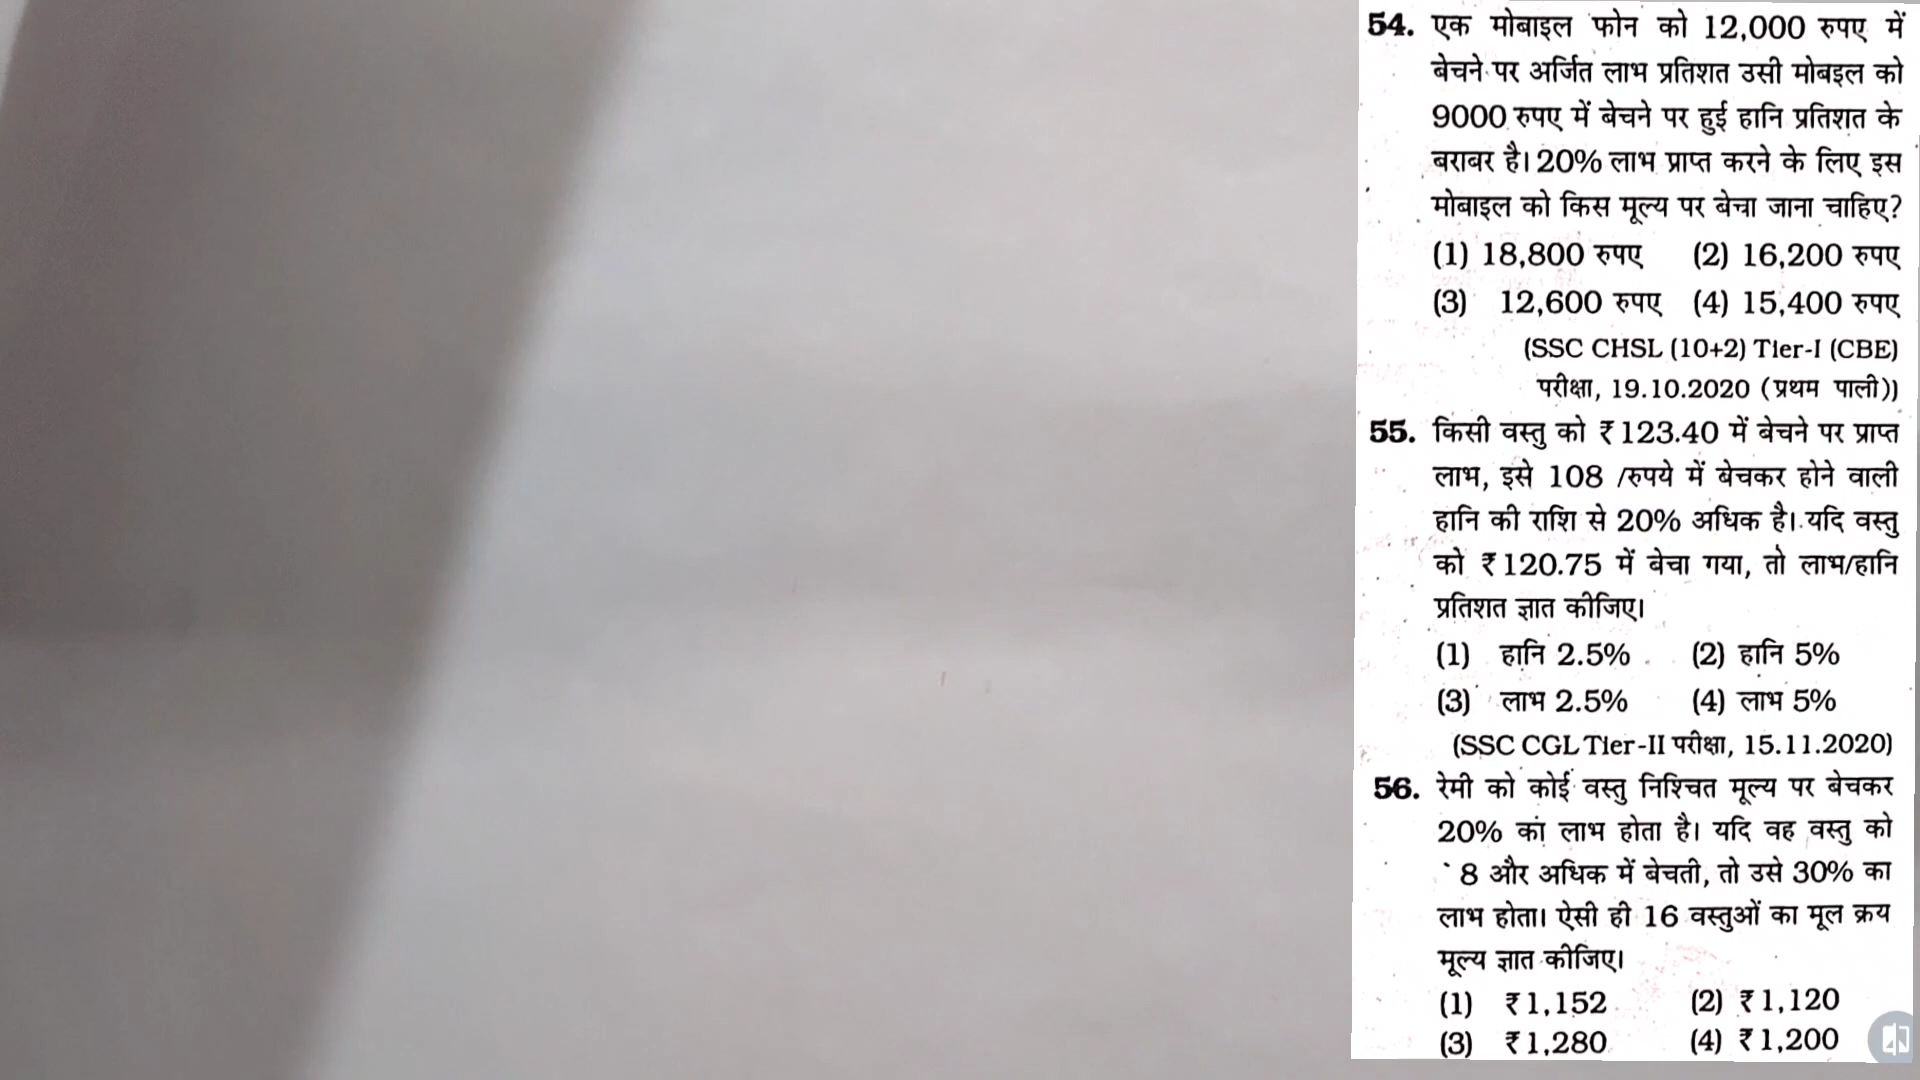 54. एक मोबाइल फोन को 12,000 रुपए में
बेचने पर अर्जित लाभ प्रतिशत उसी मोबइल को
9000 रुपए में बेचने पर हुई हानि प्रतिशत के
बराबर है। 20% लाभ प्राप्त करने के लिए इस
मोबाइल को किस मूल्य पर बेचा जाना चाहिए?
(1) 18,800 रुपए (2) 16,200 रुपए
(3) 12,600 रुपए (4) 15,400 रुपए
(SSC CHSL (10+2) Tier-I (CBE)
परीक्षा, 19.10.2020 (प्रथम पाली))
55. किसी वस्तु को ₹ 123.40 में बेचने पर प्राप्त
लाभ, इसे 108 /रुपये में बेचकर होने वाली
हानि की राशि से 20% अधिक है। यदि वस्तु
को ₹ 120.75 में बेचा गया, तो लाभ/हानि
प्रतिशत ज्ञात कीजिए।
(1) हानि 2.5% (2) हानि 5%
(3) लाभ 2.5% (4) लाभ 5%
(SSC CGL Tier-II परीक्षा, 15.11.2020)
56. रेमी को कोई वस्तु निश्चित मूल्य पर बेचकर
20% का लाभ होता है। यदि वह वस्तु को
` 8 और अधिक में बेचती, तो उसे 30% का
लाभ होता। ऐसी ही 16 वस्तुओं का मूल क्रय
मूल्य ज्ञात कीजिए।
(1) ₹ 1,152 (2) ₹ 1,120
(3) ₹ 1,280 (4) ₹ 1,200